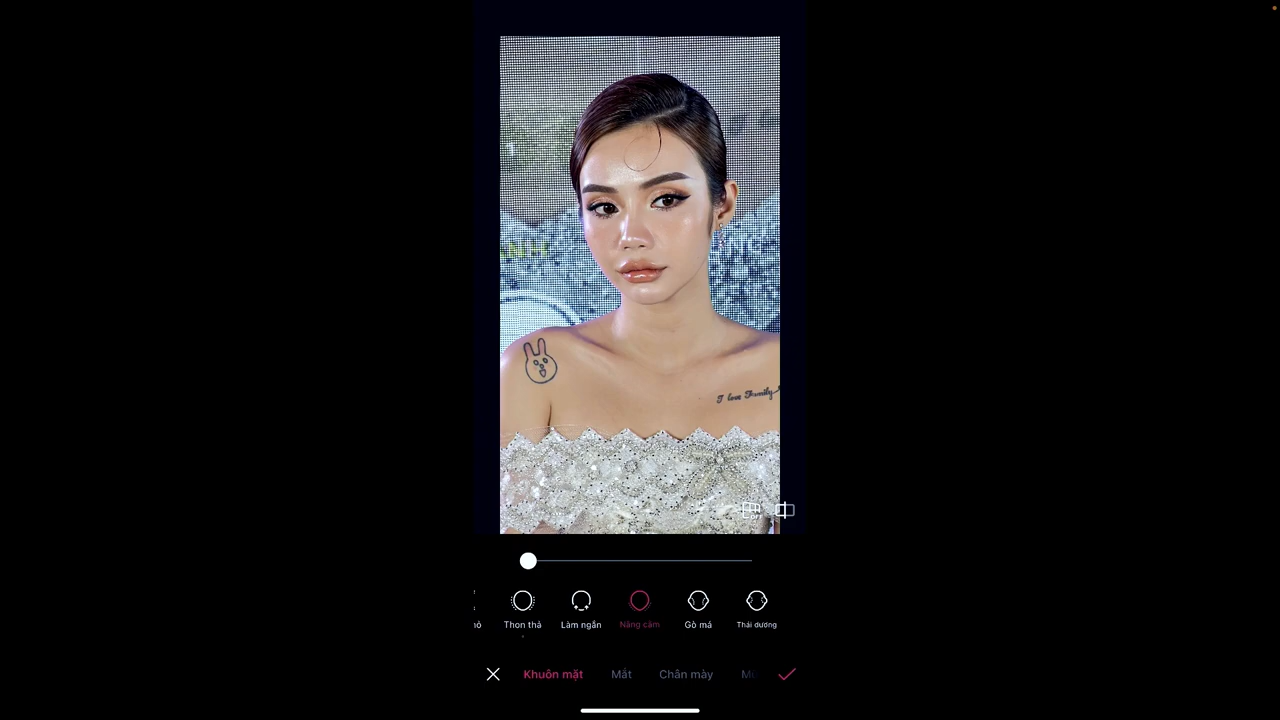 I love Family
Thon thả
Làm ngắn
Nâng cằm
Gò má
Thái dương
Khuôn mặt
Mắt
Chân mày